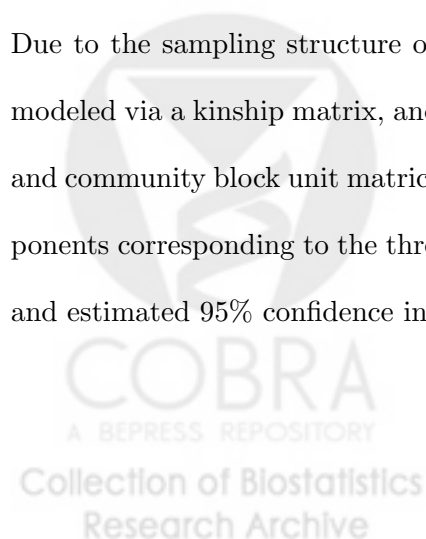 Due to the sampling structure o
modeled via a kinship matrix, and
and community block unit matric
ponents corresponding to the thre
and estimated 95% confidence in
COBRA
A BEPRESS REPOSITORY
Collection of Biostatistics
Research Archive